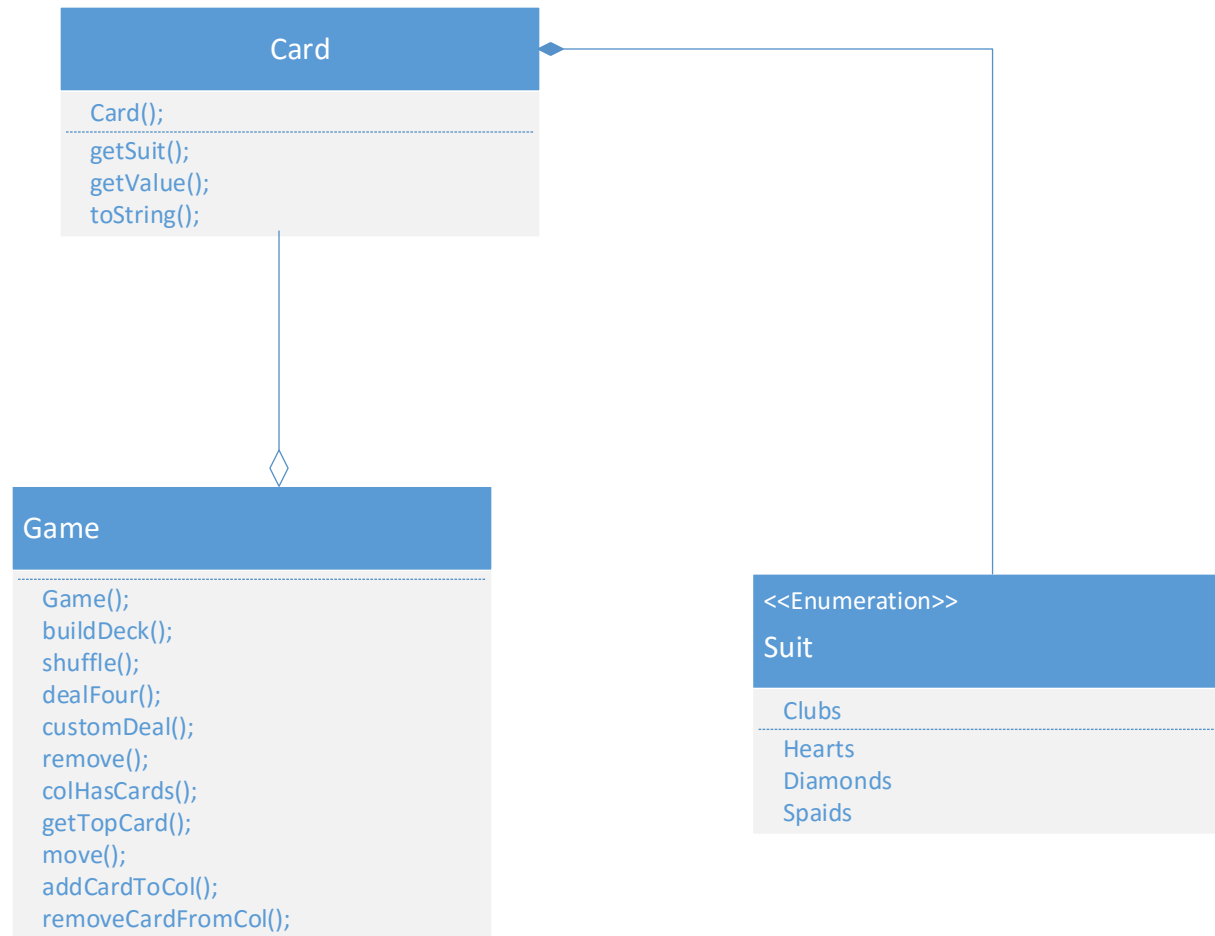 Card
Card();
getSuit();
getValue();
toString();
Game
Game();
buildDeck();
shuffle();
dealFour();
customDeal();
remove();
colHasCards();
getTopCard();
move();
addCardToCol();
removeCardFromCol();
<<Enumeration>>
Suit
Clubs
Hearts
Diamonds
Spaids